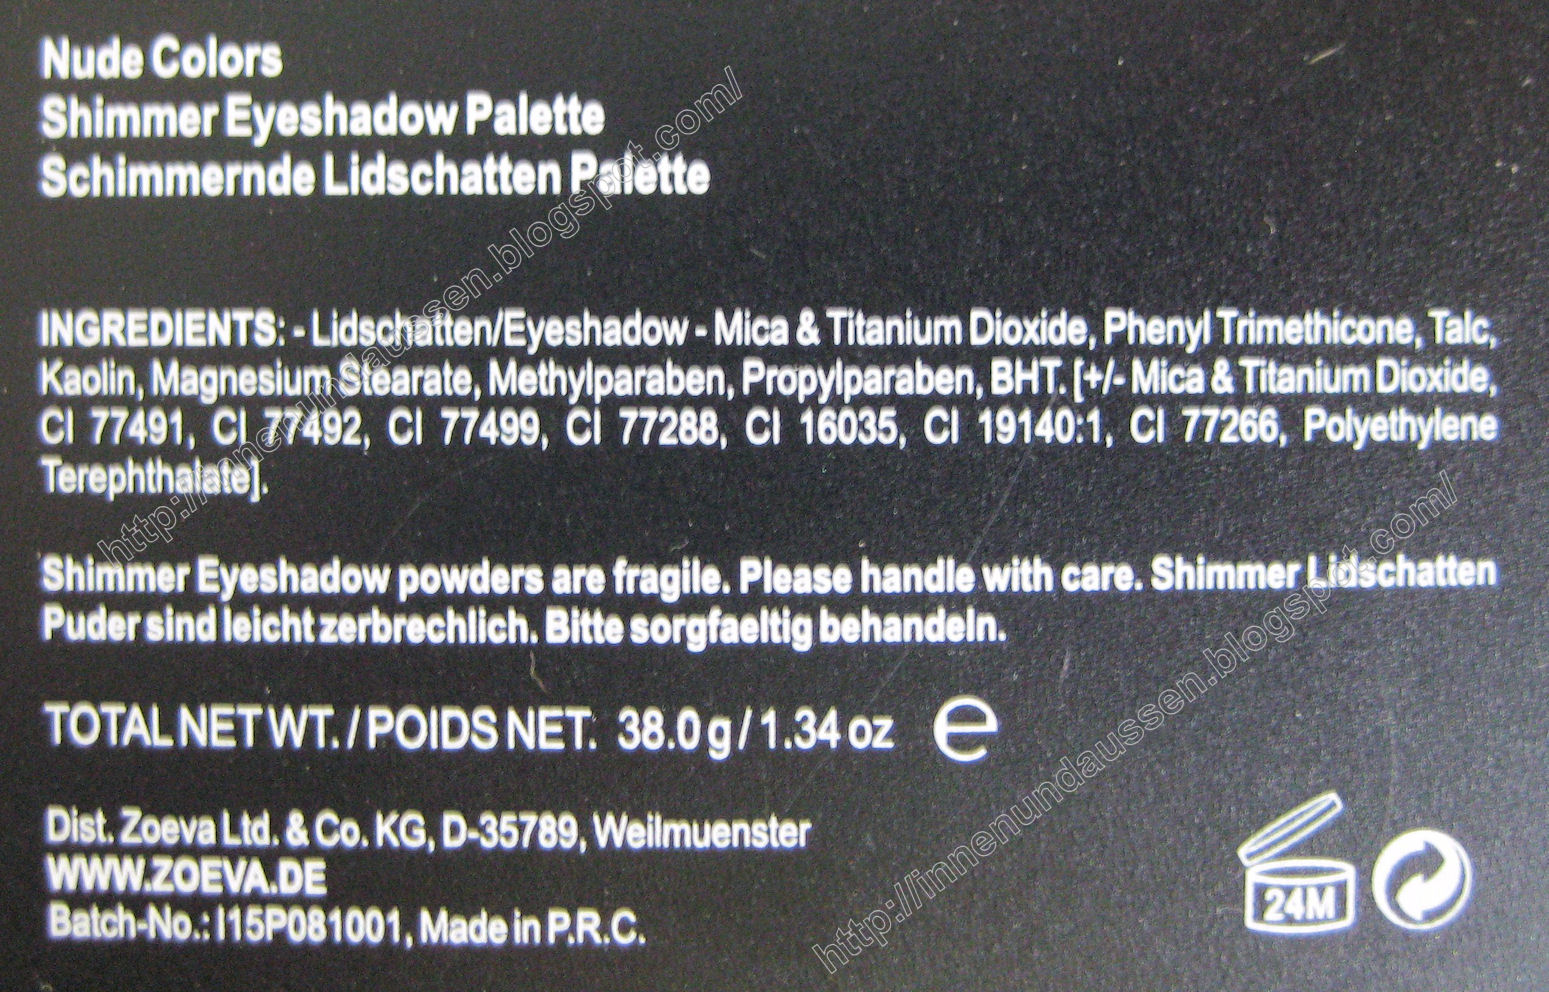 Nude Colors
Shimmer Eyeshadow Palette
Schimmernde Lidschatten Palette
INGREDIENTS: - Lidschatten/Eyeshadow - Mica & Titanium Dioxide, Phenyl Trimethicone, Talc,
Kaolin, Magnesium Stearate, Methylparaben, Propylparaben, BHT. [+/- Mica & Titanium Dioxide,
CI 77491, CI 77492, CI 77499, CI 77288, CI 16035, CI 19140:1, CI 77266, Polyethylene
Terephthalate].
Shimmer Eyeshadow powders are fragile. Please handle with care. Shimmer Lidschatten
Puder sind leicht zerbrechlich. Bitte sorgfaeltig behandeln.
TOTAL NET WT. / POIDS NET. 38.0 g / 1.34 oz e
Dist. Zoeva Ltd. & Co. KG, D-35789, Weilmuenster
WWW.ZOEVA.DE
Batch-No.: I15P081001, Made in P.R.C.
24M
http://innenundaussen.blogspot.com/
http://innenundaussen.blogspot.com/